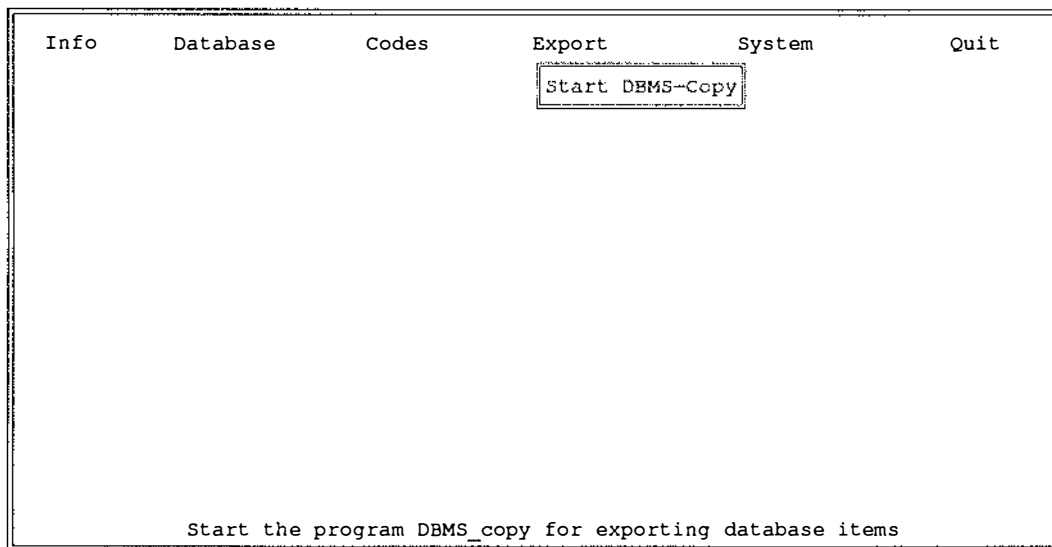 Info Database Codes Export System Quit
Start DBMS-Copy
Start the program DBMS_copy for exporting database items